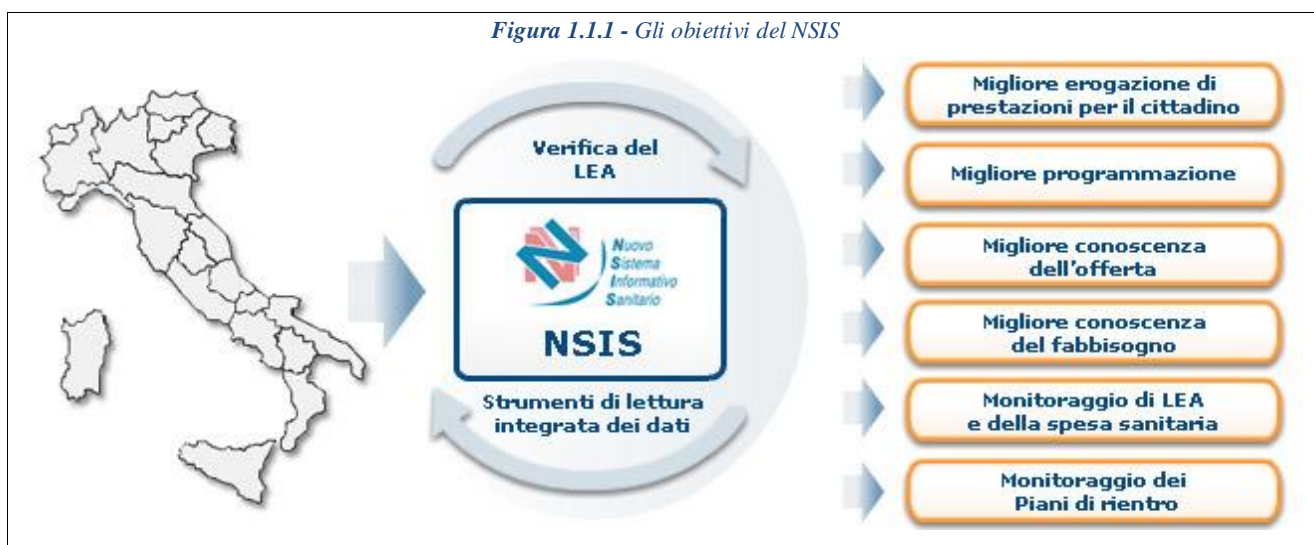 Figura 1.1.1 - Gli obiettivi del NSIS
Verifica del
LEA
Nuovo
Sistema
Informativo
Sanitario
NSIS
Strumenti di lettura
integrata dei dati
Migliore erogazione di
prestazioni per il cittadino
Migliore programmazione
Migliore conoscenza
dell'offerta
Migliore conoscenza
del fabbisogno
Monitoraggio di LEA
e della spesa sanitaria
Monitoraggio dei
Piani di rientro